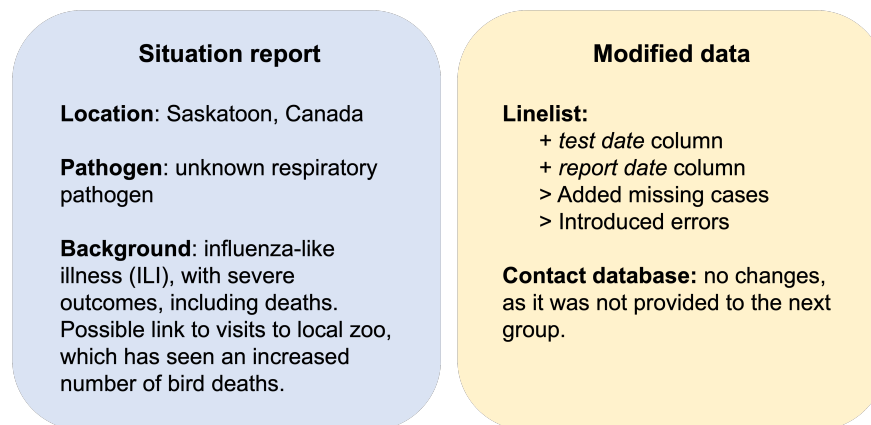 Situation report
Location: Saskatoon, Canada
Pathogen: unknown respiratory
pathogen
Background: influenza-like
illness (ILI), with severe
outcomes, including deaths.
Possible link to visits to local zoo,
which has seen an increased
number of bird deaths.
Modified data
Linelist:
+ test date column
+ report date column
> Added missing cases
> Introduced errors
Contact database: no changes,
as it was not provided to the next
group.